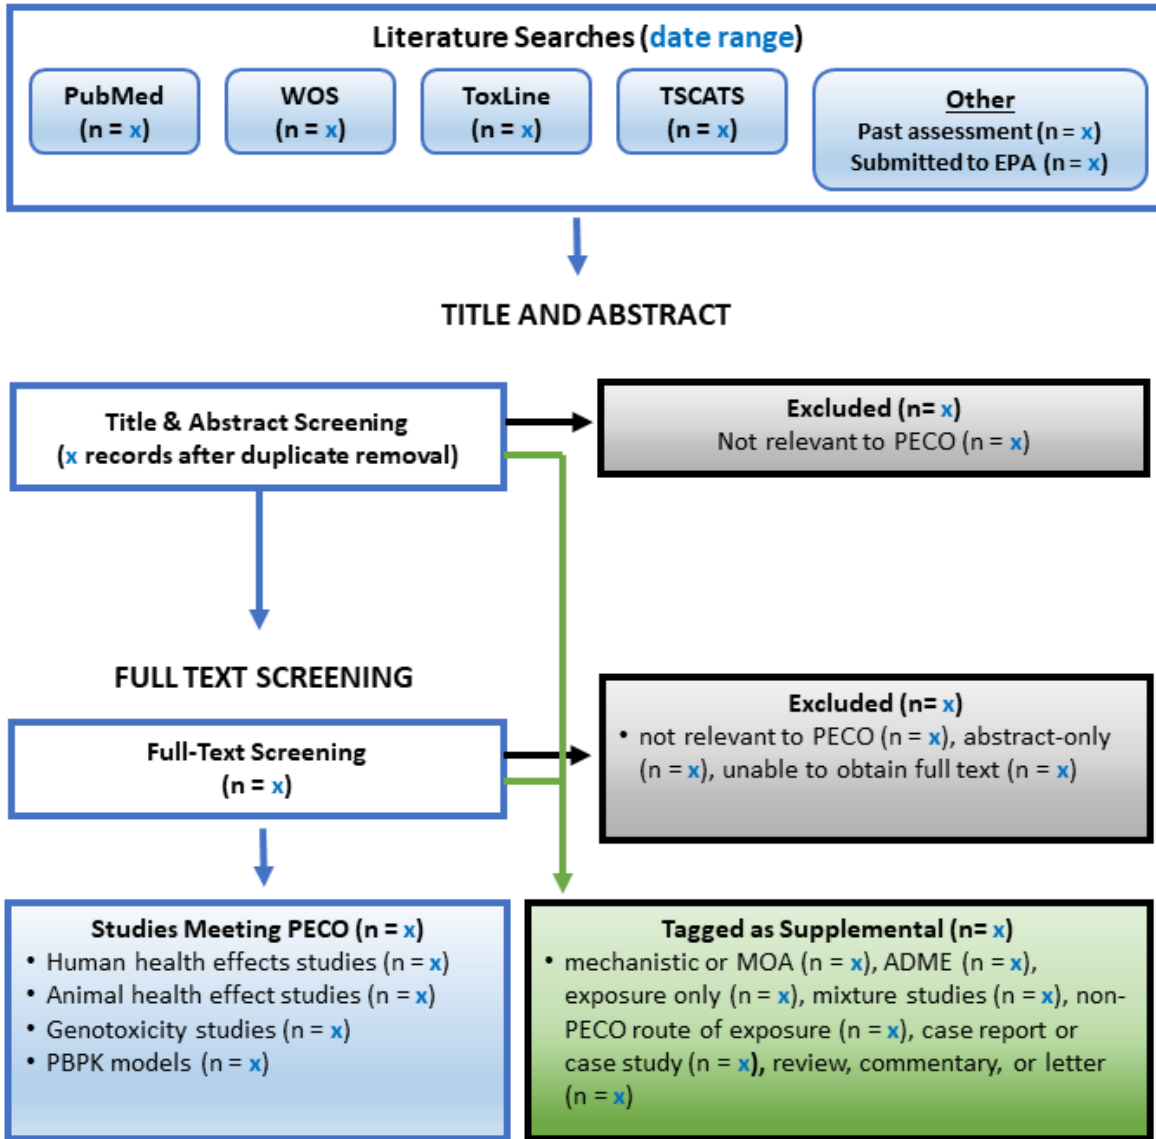 Literature Searches (date range)
PubMed
(n = x)
WOS
(n = x)
ToxLine
(n = x)
TSCATS
(n = x)
Other
Past assessment (n = x)
Submitted to EPA (n = x)
TITLE AND ABSTRACT
Title & Abstract Screening
(x records after duplicate removal)
Excluded (n= x)
Not relevant to PECO (n = x)
FULL TEXT SCREENING
Full-Text Screening
(n = x)
Excluded (n= x)
• not relevant to PECO (n = x), abstract-only
(n = x), unable to obtain full text (n = x)
Studies Meeting PECO (n = x)
• Human health effects studies (n = x)
• Animal health effect studies (n = x)
• Genotoxicity studies (n = x)
• PBPK models (n = x)
Tagged as Supplemental (n= x)
• mechanistic or MOA (n = x), ADME (n = x),
exposure only (n = x), mixture studies (n = x), non-
PECO route of exposure (n = x), case report or
case study (n = x), review, commentary, or letter
(n = x)